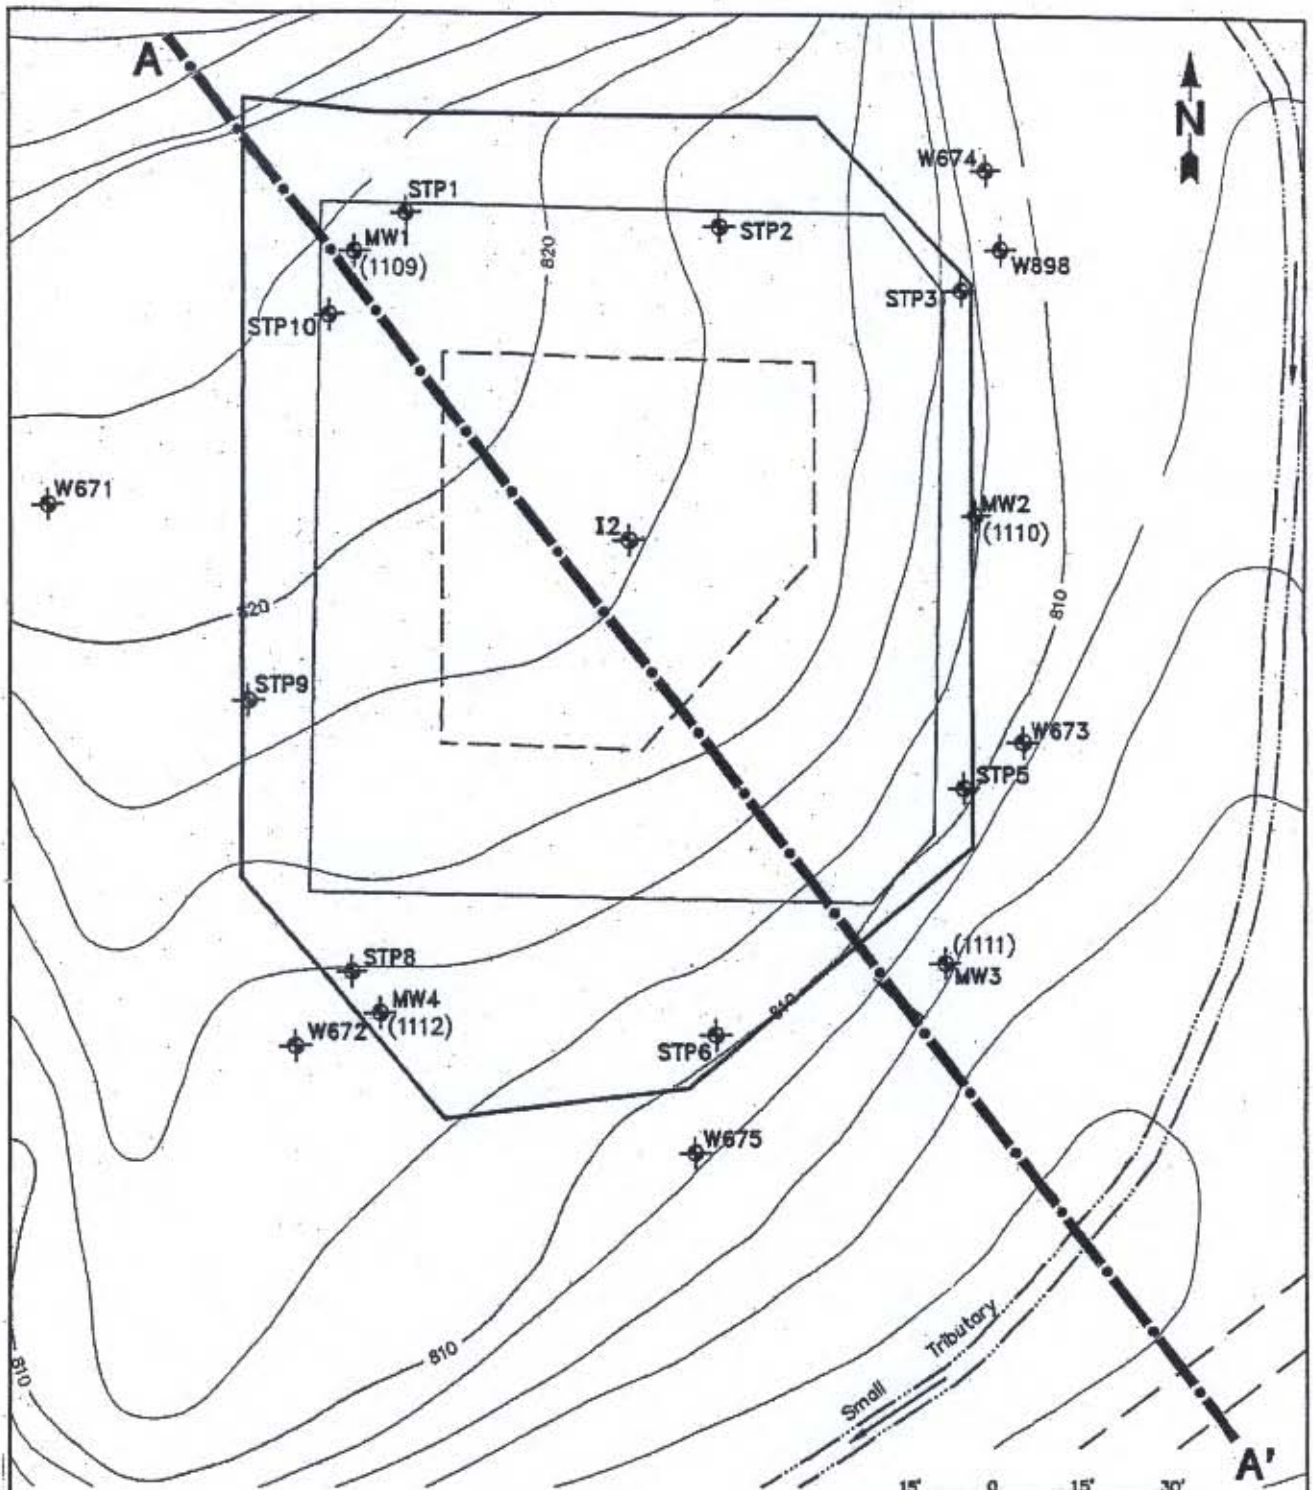 A
N
W674
STP1
STP2
MW1
(1109)
820
W898
STP3
STP10
W671
MW2
(1110)
I2
820
810
STP9
W673
STP5
(1111)
MW3
STP8
MW4
(1112)
W672
810
STP6
W675
Small Tributary
810
810
A'
15' 0 15' 30'